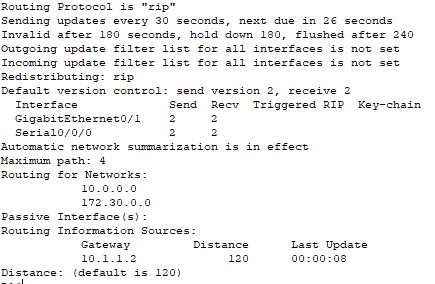 Routing Protocol is "rip"
Sending updates every 30 seconds, next due in 26 seconds
Invalid after 180 seconds, hold down 180, flushed after 240
Outgoing update filter list for all interfaces is not set
Incoming update filter list for all interfaces is not set
Redistributing: rip
Default version control: send version 2, receive 2
  Interface             Send  Recv  Triggered RIP  Key-chain
  GigabitEthernet0/1    2     2
  Serial0/0/0           2     2
Automatic network summarization is in effect
Maximum path: 4
Routing for Networks:
            10.0.0.0
            172.30.0.0
Passive Interface(s):
Routing Information Sources:
            Gateway         Distance      Last Update
            10.1.1.2             120      00:00:08
Distance: (default is 120)